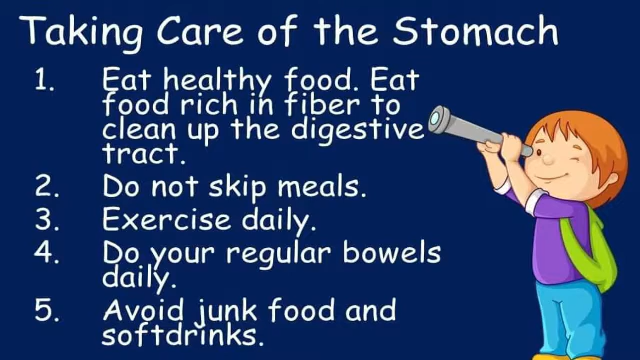 Taking Care of the Stomach
1. Eat healthy food. Eat
food rich in fiber to
clean up the digestive
tract.
2. Do not skip meals.
3. Exercise daily.
4. Do your regular bowels
daily.
5. Avoid junk food and
softdrinks.